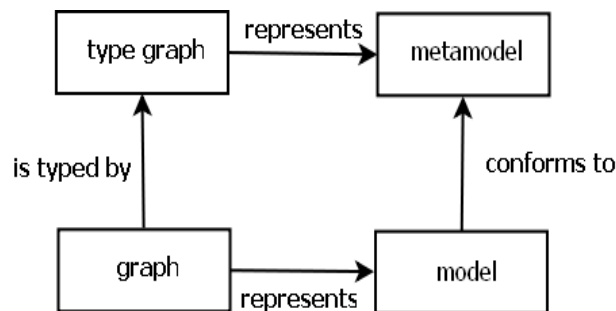 represents
type graph
metamodel
is typed by
conforms to
graph
model
represents